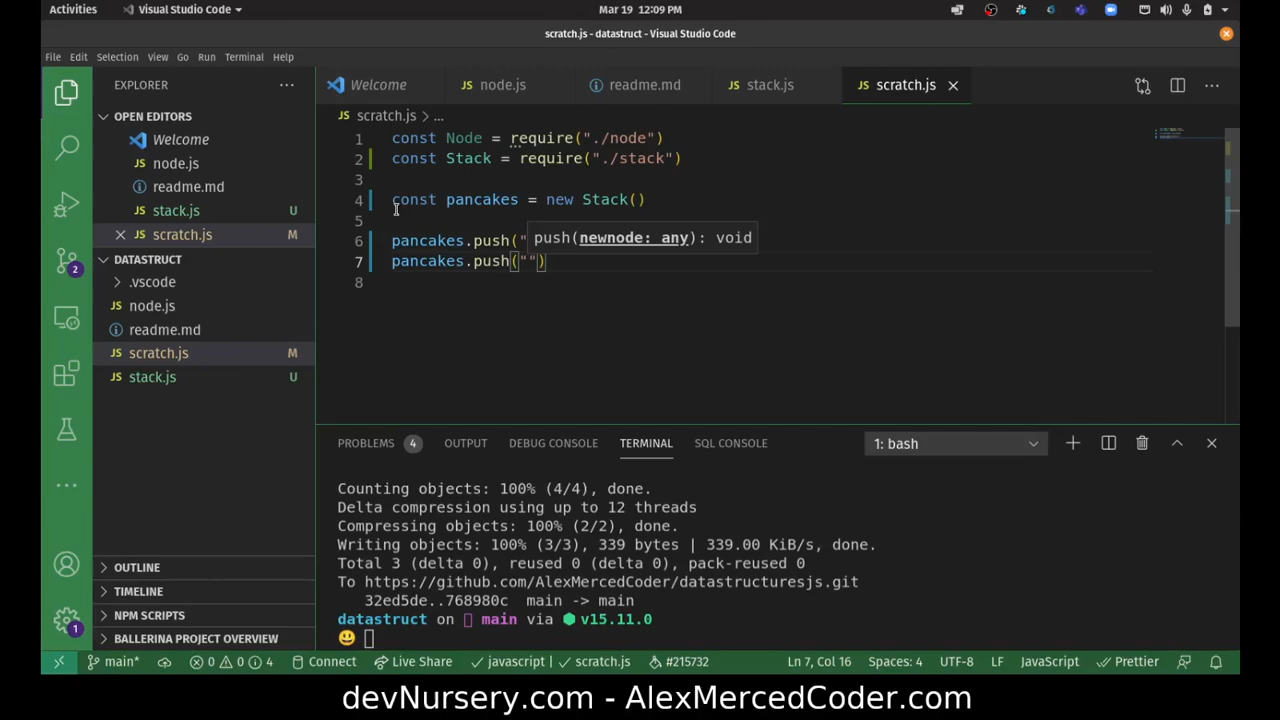 Activities
Visual Studio Code
Mar 19 12:09 PM
scratch.js - datastruct - Visual Studio Code
File Edit Selection View Go Run Terminal Help
EXPLORER
Welcome
node.js
readme.md
stack.js
scratch.js
scratch.js > ...
OPEN EDITORS
Welcome
node.js
readme.md
stack.js U
scratch.js M
DATASTRUCT
.vscode
node.js
readme.md
scratch.js M
stack.js U
OUTLINE
TIMELINE
NPM SCRIPTS
BALLERINA PROJECT OVERVIEW
2
1
1 const Node = require("./node")
2 const Stack = require("./stack")
3
4 const pancakes = new Stack()
5
6 pancakes.push("
push(newnode: any): void
7 pancakes.push("")
8
PROBLEMS 4 OUTPUT DEBUG CONSOLE TERMINAL SQL CONSOLE
1: bash
Counting objects: 100% (4/4), done.
Delta compression using up to 12 threads
Compressing objects: 100% (2/2), done.
Writing objects: 100% (3/3), 339 bytes | 339.00 KiB/s, done.
Total 3 (delta 0), reused 0 (delta 0), pack-reused 0
To https://github.com/AlexMercedCoder/datastructuresjs.git
32ed5de..768980c main -> main
datastruct on main via v15.11.0
main* 0 0 4 Connect Live Share javascript | scratch.js #215732 Ln 7, Col 16 Spaces: 4 UTF-8 LF JavaScript Prettier
devNursery.com - AlexMercedCoder.com